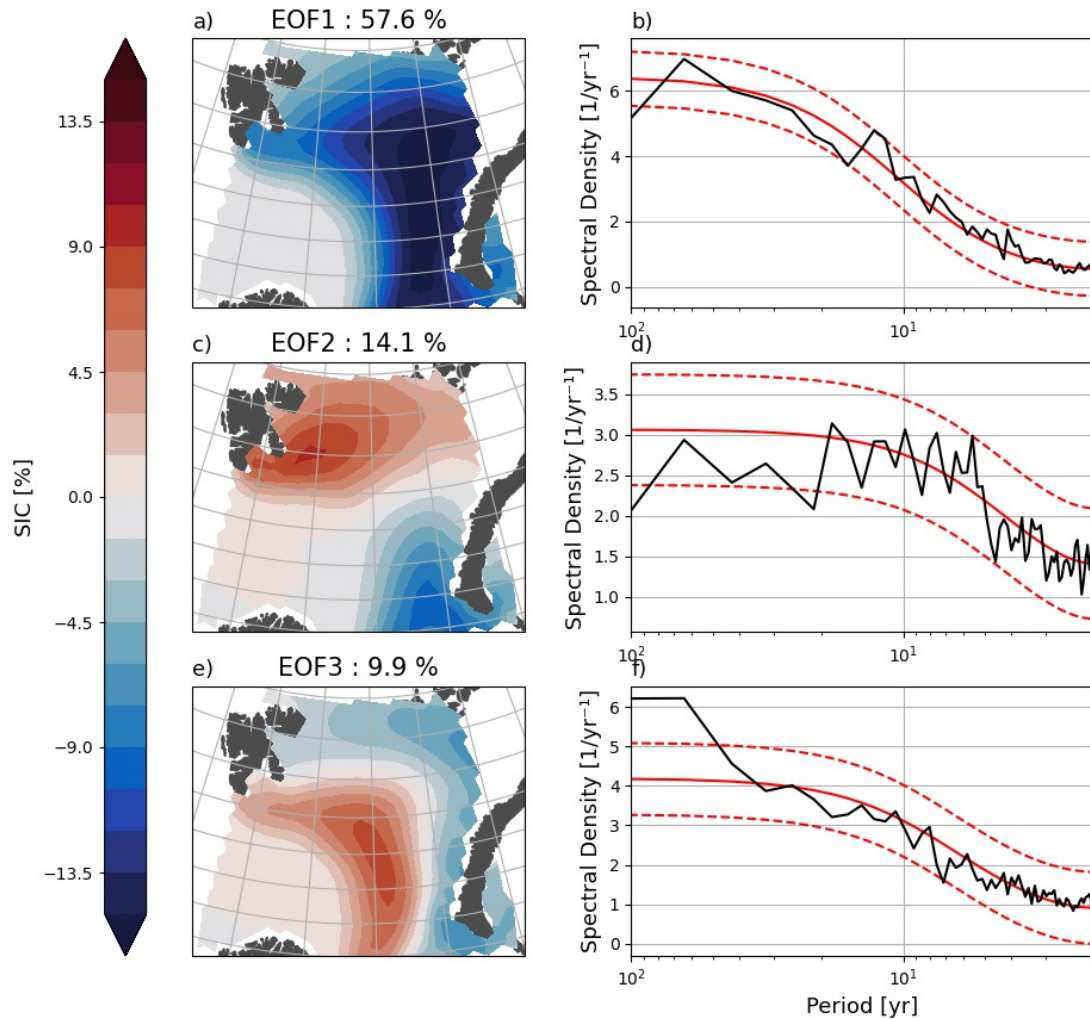 a) EOF1 : 57.6 %
b)
SIC [%]
13.5
9.0
4.5
0.0
−4.5
−9.0
−13.5
Spectral Density [1/yr⁻¹]
6
4
2
0
10²
10¹
c) EOF2 : 14.1 %
d)
Spectral Density [1/yr⁻¹]
3.5
3.0
2.5
2.0
1.5
1.0
10²
10¹
e) EOF3 : 9.9 %
f)
Spectral Density [1/yr⁻¹]
6
5
4
3
2
1
0
10²
10¹
Period [yr]